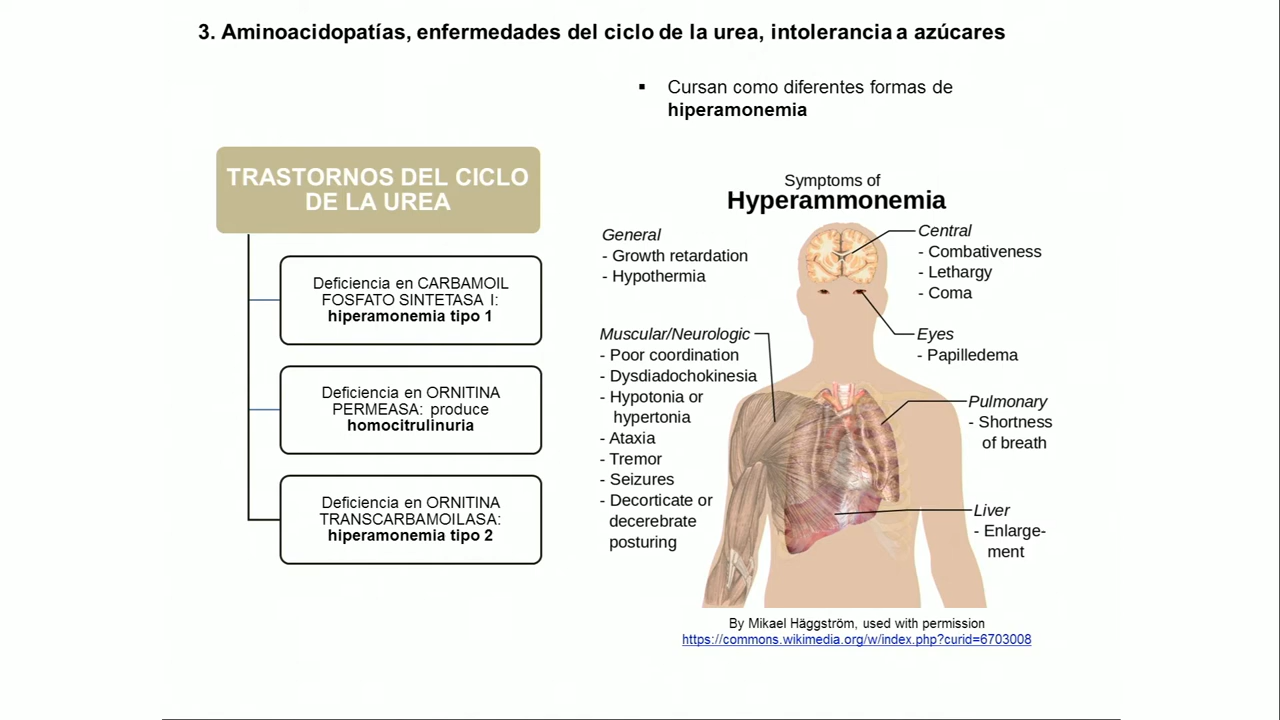 3. Aminoacidopatías, enfermedades del ciclo de la urea, intolerancia a azúcares
▪ Cursan como diferentes formas de
hiperamonemia
TRASTORNOS DEL CICLO
DE LA UREA
Deficiencia en CARBAMOIL
FOSFATO SINTETASA I:
hiperamonemia tipo 1
Deficiencia en ORNITINA
PERMEASA: produce
homocitrulinuria
Deficiencia en ORNITINA
TRANSCARBAMOILASA:
hiperamonemia tipo 2
Symptoms of
Hyperammonemia
General
- Growth retardation
- Hypothermia
Central
- Combativeness
- Lethargy
- Coma
Muscular/Neurologic
- Poor coordination
- Dysdiadochokinesia
- Hypotonia or
hypertonia
- Ataxia
- Tremor
- Seizures
- Decorticate or
decerebrate
posturing
Eyes
- Papilledema
Pulmonary
- Shortness
of breath
Liver
- Enlarge-
ment
By Mikael Häggström, used with permission
https://commons.wikimedia.org/w/index.php?curid=6703008